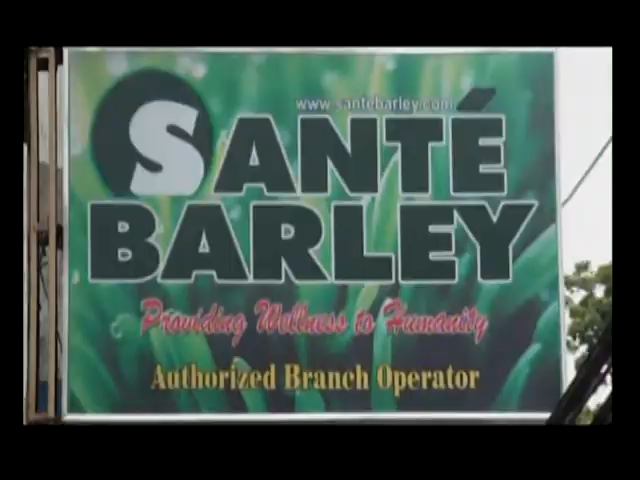 www.santebarley.com
SANTÉ
BARLEY
Providing Wellness to Humanity
Authorized Branch Operator